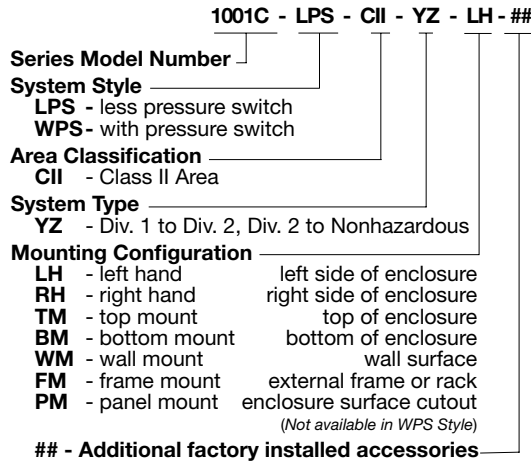 1001C - LPS - CII - YZ - LH - ##
Series Model Number
System Style
LPS - less pressure switch
WPS - with pressure switch
Area Classification
CII - Class II Area
System Type
YZ - Div. 1 to Div. 2, Div. 2 to Nonhazardous
Mounting Configuration
LH - left hand left side of enclosure
RH - right hand right side of enclosure
TM - top mount top of enclosure
BM - bottom mount bottom of enclosure
WM - wall mount wall surface
FM - frame mount external frame or rack
PM - panel mount enclosure surface cutout
(Not available in WPS Style)
## - Additional factory installed accessories